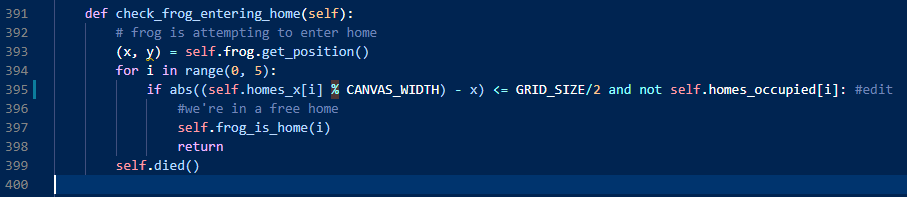 391 def check_frog_entering_home(self):
392 # frog is attempting to enter home
393 (x, y) = self.frog.get_position()
394 for i in range(0, 5):
395 if abs((self.homes_x[i] % CANVAS_WIDTH) - x) <= GRID_SIZE/2 and not self.homes_occupied[i]: #edit
396 #we're in a free home
397 self.frog_is_home(i)
398 return
399 self.died()
400